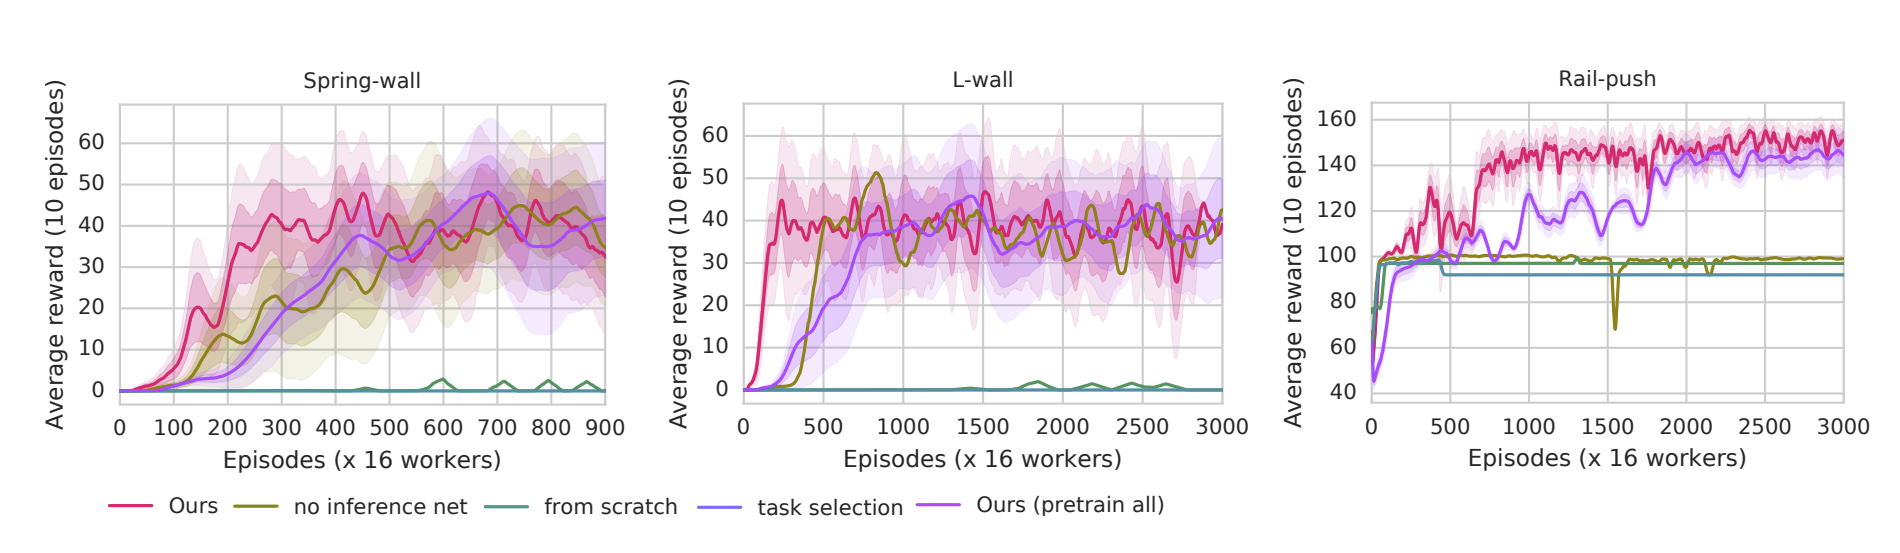 Spring-wall
Average reward (10 episodes)
60
50
40
30
20
10
0
0 100 200 300 400 500 600 700 800 900
Episodes (x 16 workers)
L-wall
Average reward (10 episodes)
60
50
40
30
20
10
0
0 500 1000 1500 2000 2500 3000
Episodes (x 16 workers)
Rail-push
Average reward (10 episodes)
160
140
120
100
80
60
40
0 500 1000 1500 2000 2500 3000
Episodes (x 16 workers)
Ours no inference net from scratch task selection Ours (pretrain all)